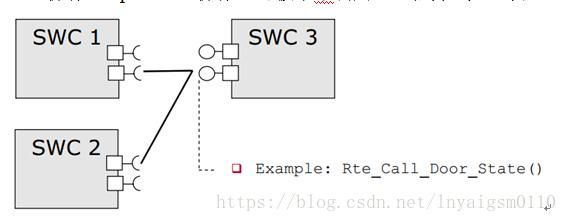 SWC 1
SWC 3
SWC 2
Example: Rte_Call_Door_State()
https://blog.csdn.net/lnyaigsm0110